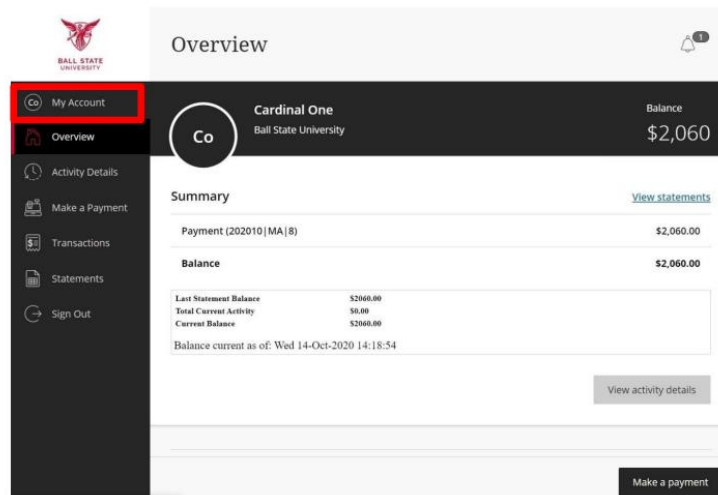 BALL STATE
UNIVERSITY
Overview
1
Co My Account
Overview
Activity Details
Make a Payment
Transactions
Statements
Sign Out
Co
Cardinal One
Ball State University
Balance
$2,060
Summary
View statements
Payment (202010|MA|8) $2,060.00
Balance $2,060.00
Last Statement Balance $2060.00
Total Current Activity $0.00
Current Balance $2060.00
Balance current as of: Wed 14-Oct-2020 14:18:54
View activity details
Make a payment